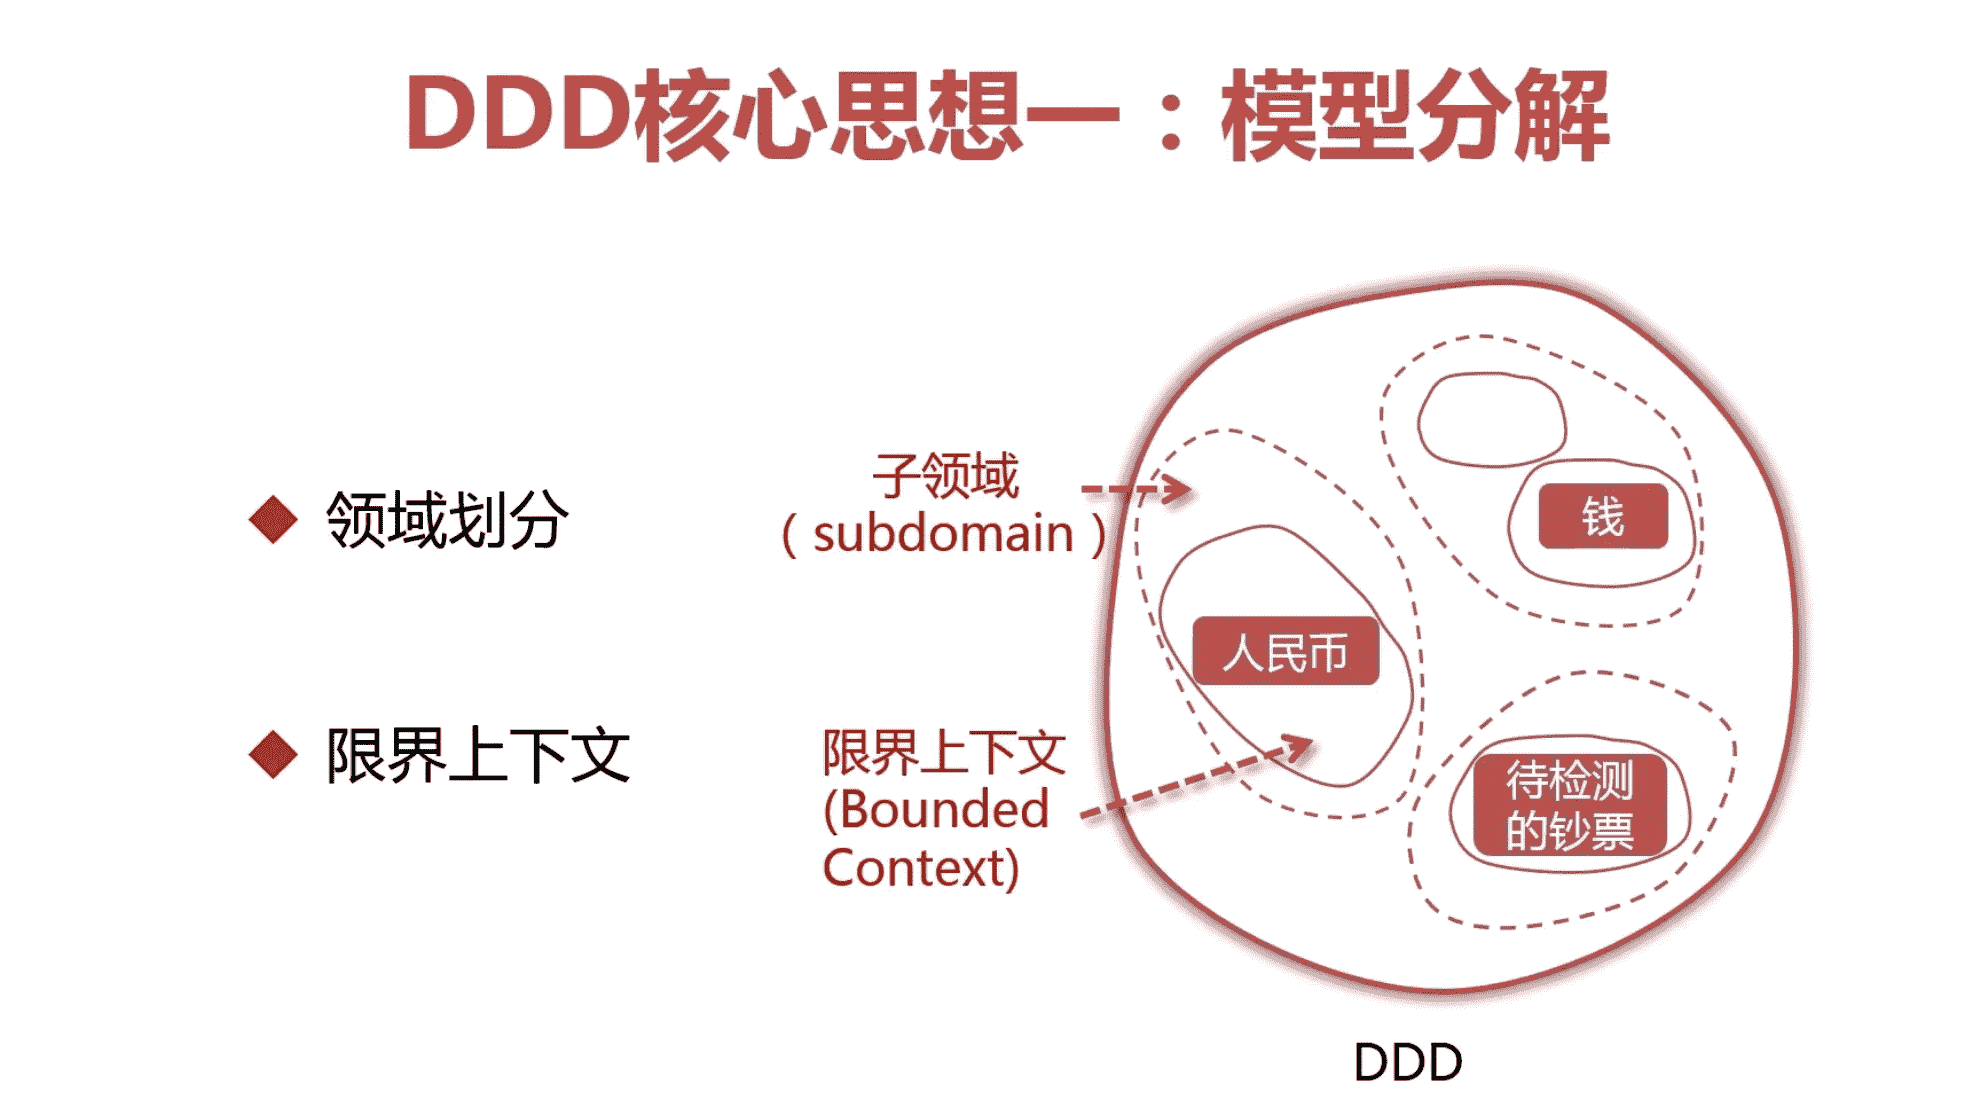 DDD核心思想一：模型分解
领域划分
限界上下文
子领域
（subdomain）
限界上下文
(Bounded
Context)
钱
人民币
待检测
的钞票
DDD